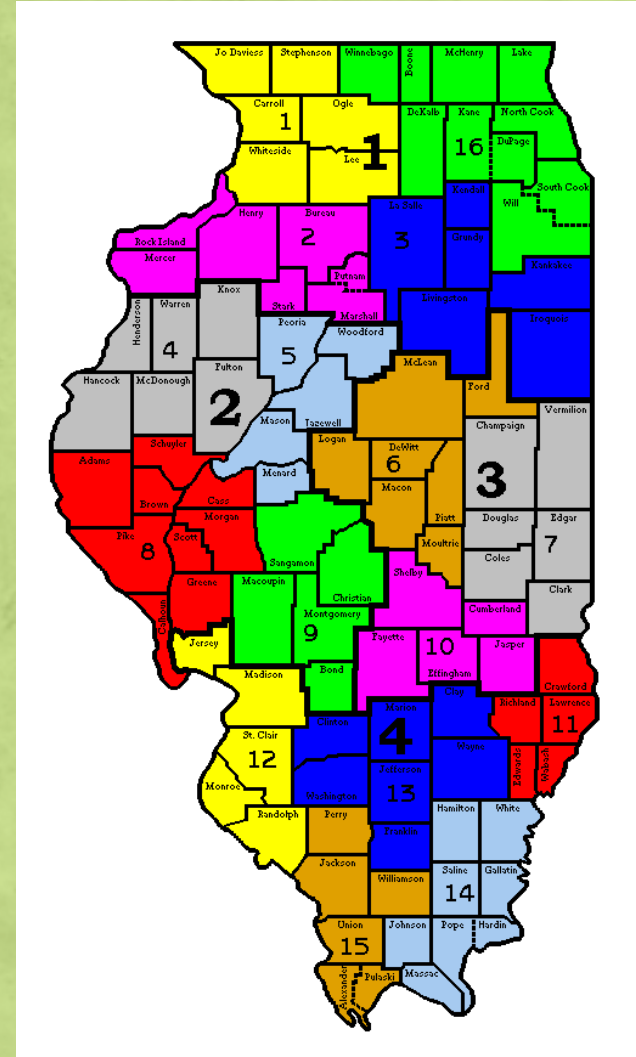 Jo Daviess Stephenson Winnebago Boone McHenry Lake
Carroll Ogle DeKalb Kane North Cook
1 1 16 DuPage
Whiteside Lee
Kendall South Cook
Will
Henry Bureau La Salle
2 3
Rock Island Grundy
Mercer Putnam Kankakee
Knox Livingston
Henderson Warren Stark Marshall Iroquois
Peoria Woodford
4 5
Fulton McLean
Hancock McDonough Ford
2 Vermilion
Mason Tazewell Champaign
Schuyler Logan DeWitt
Adams 6
Menard 3
Brown Cass Macon
Morgan Piatt Douglas Edgar
Pike Scott Moultrie 7
8 Sangamon Coles
Shelby
Greene Macoupin Christian Clark
Calhoun Montgomery Cumberland
9
Jersey Fayette 10 Jasper
Bond Effingham
Madison Crawford
Clay
Clinton Marion Richland Lawrence
4 11
St. Clair
12 Wayne Edwards Wabash
Jefferson
Monroe Washington 13
Randolph Perry Hamilton White
Franklin
Jackson Saline Gallatin
Williamson 14
Union Johnson Pope Hardin
15
Alexander Pulaski Massac